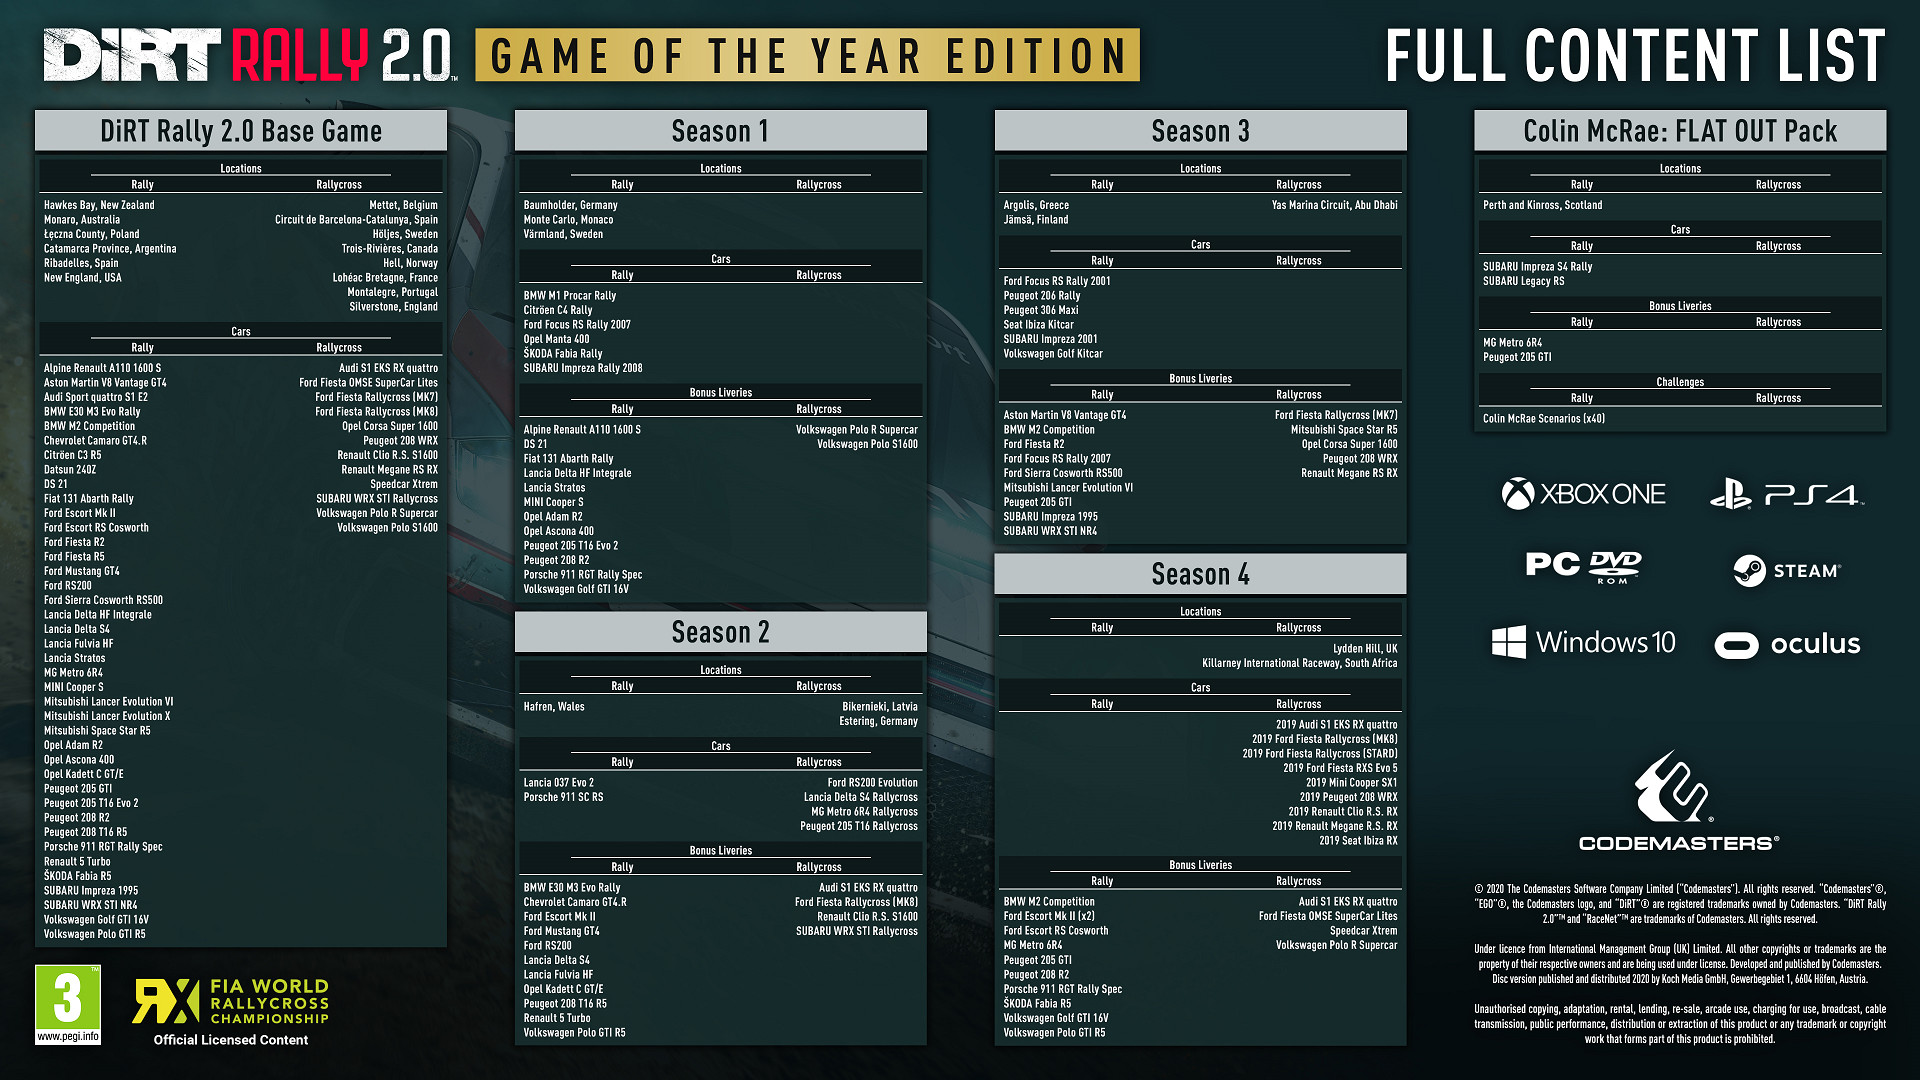 DiRT RALLY 2.0™ GAME OF THE YEAR EDITION
FULL CONTENT LIST
DiRT Rally 2.0 Base Game
Locations
Rally Rallycross
Hawkes Bay, New Zealand Mettet, Belgium
Monaro, Australia Circuit de Barcelona-Catalunya, Spain
Łęczna County, Poland Höljes, Sweden
Catamarca Province, Argentina Trois-Rivières, Canada
Ribadelles, Spain Hell, Norway
New England, USA Lohéac Bretagne, France
Montalegre, Portugal
Silverstone, England
Cars
Rally Rallycross
Alpine Renault A110 1600 S Audi S1 EKS RX quattro
Aston Martin V8 Vantage GT4 Ford Fiesta OMSE SuperCar Lites
Audi Sport quattro S1 E2 Ford Fiesta Rallycross (MK7)
BMW E30 M3 Evo Rally Ford Fiesta Rallycross (MK8)
BMW M2 Competition Opel Corsa Super 1600
Chevrolet Camaro GT4.R Peugeot 208 WRX
Citröen C3 R5 Renault Clio R.S. S1600
Datsun 240Z Renault Megane RS RX
DS 21 Speedcar Xtrem
Fiat 131 Abarth Rally SUBARU WRX STI Rallycross
Ford Escort Mk II Volkswagen Polo R Supercar
Ford Escort RS Cosworth Volkswagen Polo S1600
Ford Fiesta R2
Ford Fiesta R5
Ford Mustang GT4
Ford RS200
Ford Sierra Cosworth RS500
Lancia Delta HF Integrale
Lancia Delta S4
Lancia Fulvia HF
Lancia Stratos
MG Metro 6R4
MINI Cooper S
Mitsubishi Lancer Evolution VI
Mitsubishi Lancer Evolution X
Mitsubishi Space Star R5
Opel Adam R2
Opel Ascona 400
Opel Kadett C GT/E
Peugeot 205 GTI
Peugeot 205 T16 Evo 2
Peugeot 208 R2
Peugeot 208 T16 R5
Porsche 911 RGT Rally Spec
Renault 5 Turbo
ŠKODA Fabia R5
SUBARU Impreza 1995
SUBARU WRX STI NR4
Volkswagen Golf GTI 16V
Volkswagen Polo GTI R5
3™
www.pegi.info
RX FIA WORLD
RALLYCROSS
CHAMPIONSHIP
Official Licensed Content
Season 1
Locations
Rally Rallycross
Baumholder, Germany
Monte Carlo, Monaco
Värmland, Sweden
Cars
Rally Rallycross
BMW M1 Procar Rally
Citröen C4 Rally
Ford Focus RS Rally 2007
Opel Manta 400
ŠKODA Fabia Rally
SUBARU Impreza Rally 2008
Bonus Liveries
Rally Rallycross
Alpine Renault A110 1600 S Volkswagen Polo R Supercar
DS 21 Volkswagen Polo S1600
Fiat 131 Abarth Rally
Lancia Delta HF Integrale
Lancia Stratos
MINI Cooper S
Opel Adam R2
Opel Ascona 400
Peugeot 205 T16 Evo 2
Peugeot 208 R2
Porsche 911 RGT Rally Spec
Volkswagen Golf GTI 16V
Season 2
Locations
Rally Rallycross
Hafren, Wales Bikernieki, Latvia
Estering, Germany
Cars
Rally Rallycross
Lancia 037 Evo 2 Ford RS200 Evolution
Porsche 911 SC RS Lancia Delta S4 Rallycross
MG Metro 6R4 Rallycross
Peugeot 205 T16 Rallycross
Bonus Liveries
Rally Rallycross
BMW E30 M3 Evo Rally Audi S1 EKS RX quattro
Chevrolet Camaro GT4.R Ford Fiesta Rallycross (MK8)
Ford Escort Mk II Renault Clio R.S. S1600
Ford Mustang GT4 SUBARU WRX STI Rallycross
Ford RS200
Lancia Delta S4
Lancia Fulvia HF
Opel Kadett C GT/E
Peugeot 208 T16 R5
Renault 5 Turbo
Volkswagen Polo GTI R5
Season 3
Locations
Rally Rallycross
Argolis, Greece Yas Marina Circuit, Abu Dhabi
Jämsä, Finland
Cars
Rally Rallycross
Ford Focus RS Rally 2001
Peugeot 206 Rally
Peugeot 306 Maxi
Seat Ibiza Kitcar
SUBARU Impreza 2001
Volkswagen Golf Kitcar
Bonus Liveries
Rally Rallycross
Aston Martin V8 Vantage GT4 Ford Fiesta Rallycross (MK7)
BMW M2 Competition Mitsubishi Space Star R5
Ford Fiesta R2 Opel Corsa Super 1600
Ford Focus RS Rally 2007 Peugeot 208 WRX
Ford Sierra Cosworth RS500 Renault Megane RS RX
Mitsubishi Lancer Evolution VI
Peugeot 205 GTI
SUBARU Impreza 1995
SUBARU WRX STI NR4
Season 4
Locations
Rally Rallycross
Lydden Hill, UK
Killarney International Raceway, South Africa
Cars
Rally Rallycross
2019 Audi S1 EKS RX quattro
2019 Ford Fiesta Rallycross (MK8)
2019 Ford Fiesta Rallycross (STARD)
2019 Ford Fiesta RXS Evo 5
2019 Mini Cooper SX1
2019 Peugeot 208 WRX
2019 Renault Clio R.S. RX
2019 Renault Megane R.S. RX
2019 Seat Ibiza RX
Bonus Liveries
Rally Rallycross
BMW M2 Competition Audi S1 EKS RX quattro
Ford Escort Mk II (x2) Ford Fiesta OMSE SuperCar Lites
Ford Escort RS Cosworth Speedcar Xtrem
MG Metro 6R4 Volkswagen Polo R Supercar
Peugeot 205 GTI
Peugeot 208 R2
Porsche 911 RGT Rally Spec
ŠKODA Fabia R5
Volkswagen Golf GTI 16V
Volkswagen Polo GTI R5
Colin McRae: FLAT OUT Pack
Locations
Rally Rallycross
Perth and Kinross, Scotland
Cars
Rally Rallycross
SUBARU Impreza S4 Rally
SUBARU Legacy RS
Bonus Liveries
Rally Rallycross
MG Metro 6R4
Peugeot 205 GTI
Challenges
Rally Rallycross
Colin McRae Scenarios (x40)
XBOX ONE PS4™
PC DVD ROM STEAM®
Windows 10 oculus
CODEMASTERS®
© 2020 The Codemasters Software Company Limited ("Codemasters"). All rights reserved. "Codemasters"®,
"EGO"®, the Codemasters logo, and "DiRT"® are registered trademarks owned by Codemasters. "DiRT Rally
2.0"™ and "RaceNet"™ are trademarks of Codemasters. All rights reserved.
Under licence from International Management Group (UK) Limited. All other copyrights or trademarks are the
property of their respective owners and are being used under license. Developed and published by Codemasters.
Disc version published and distributed 2020 by Koch Media GmbH, Gewerbegebiet 1, 6604 Höfen, Austria.
Unauthorised copying, adaptation, rental, lending, re-sale, arcade use, charging for use, broadcast, cable
transmission, public performance, distribution or extraction of this product or any trademark or copyright
work that forms part of this product is prohibited.